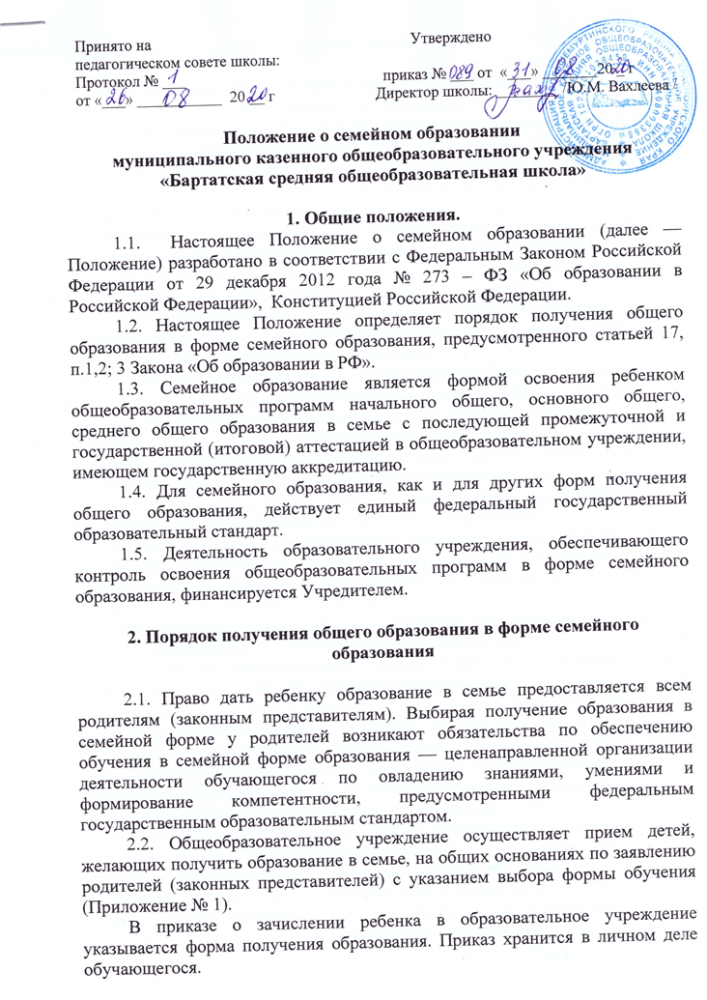 Принято на
педагогическом совете школы:
Протокол № 1
от «26» 08 2020 г
Утверждено
приказ № 089 от «31» 08 2020 г
Директор школы: Ю.М. Вахлеева
Положение о семейном образовании
муниципального казенного общеобразовательного учреждения
«Бартатская средняя общеобразовательная школа»
1. Общие положения.
1.1. Настоящее Положение о семейном образовании (далее —
Положение) разработано в соответствии с Федеральным Законом Российской
Федерации от 29 декабря 2012 года № 273 – ФЗ «Об образовании в
Российской Федерации», Конституцией Российской Федерации.
1.2. Настоящее Положение определяет порядок получения общего
образования в форме семейного образования, предусмотренного статьей 17,
п.1,2; 3 Закона «Об образовании в РФ».
1.3. Семейное образование является формой освоения ребенком
общеобразовательных программ начального общего, основного общего,
среднего общего образования в семье с последующей промежуточной и
государственной (итоговой) аттестацией в общеобразовательном учреждении,
имеющем государственную аккредитацию.
1.4. Для семейного образования, как и для других форм получения
общего образования, действует единый федеральный государственный
образовательный стандарт.
1.5. Деятельность образовательного учреждения, обеспечивающего
контроль освоения общеобразовательных программ в форме семейного
образования, финансируется Учредителем.
2. Порядок получения общего образования в форме семейного
образования
2.1. Право дать ребенку образование в семье предоставляется всем
родителям (законным представителям). Выбирая получение образования в
семейной форме у родителей возникают обязательства по обеспечению
обучения в семейной форме образования — целенаправленной организации
деятельности обучающегося по овладению знаниями, умениями и
формирование компетентности, предусмотренными федеральным
государственным образовательным стандартом.
2.2. Общеобразовательное учреждение осуществляет прием детей,
желающих получить образование в семье, на общих основаниях по заявлению
родителей (законных представителей) с указанием выбора формы обучения
(Приложение № 1).
В приказе о зачислении ребенка в образовательное учреждение
указывается форма получения образования. Приказ хранится в личном деле
обучающегося.